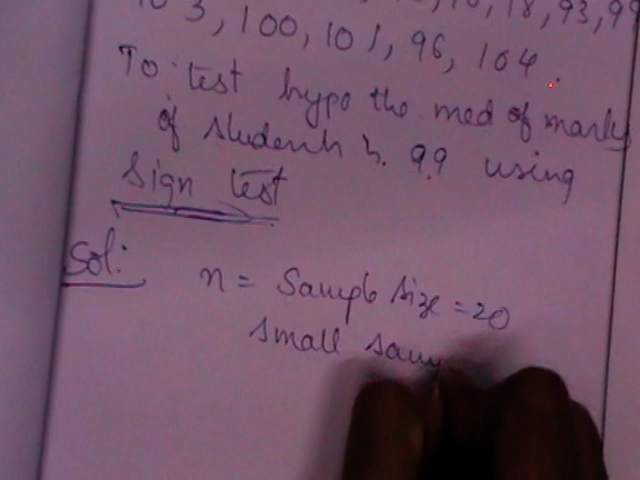 3, 100, 101, 96, 104.
To test hypo the med of marks
of students is 99 using
Sign test
Sol:
n = Sample size = 20
small sam